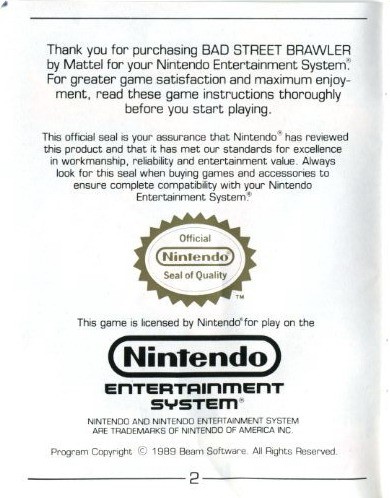 Thank you for purchasing BAD STREET BRAWLER
by Mattel for your Nintendo Entertainment System.®
For greater game satisfaction and maximum enjoy-
ment, read these game instructions thoroughly
before you start playing.
This official seal is your assurance that Nintendo® has reviewed
this product and that it has met our standards for excellence
in workmanship, reliability and entertainment value. Always
look for this seal when buying games and accessories to
ensure complete compatibility with your Nintendo
Entertainment System.®
Official
Nintendo
Seal of Quality
TM
This game is licensed by Nintendo® for play on the
Nintendo
ENTERTAINMENT
SYSTEM®
NINTENDO AND NINTENDO ENTERTAINMENT SYSTEM
ARE TRADEMARKS OF NINTENDO OF AMERICA INC.
Program Copyright © 1989 Beam Software. All Rights Reserved.
2